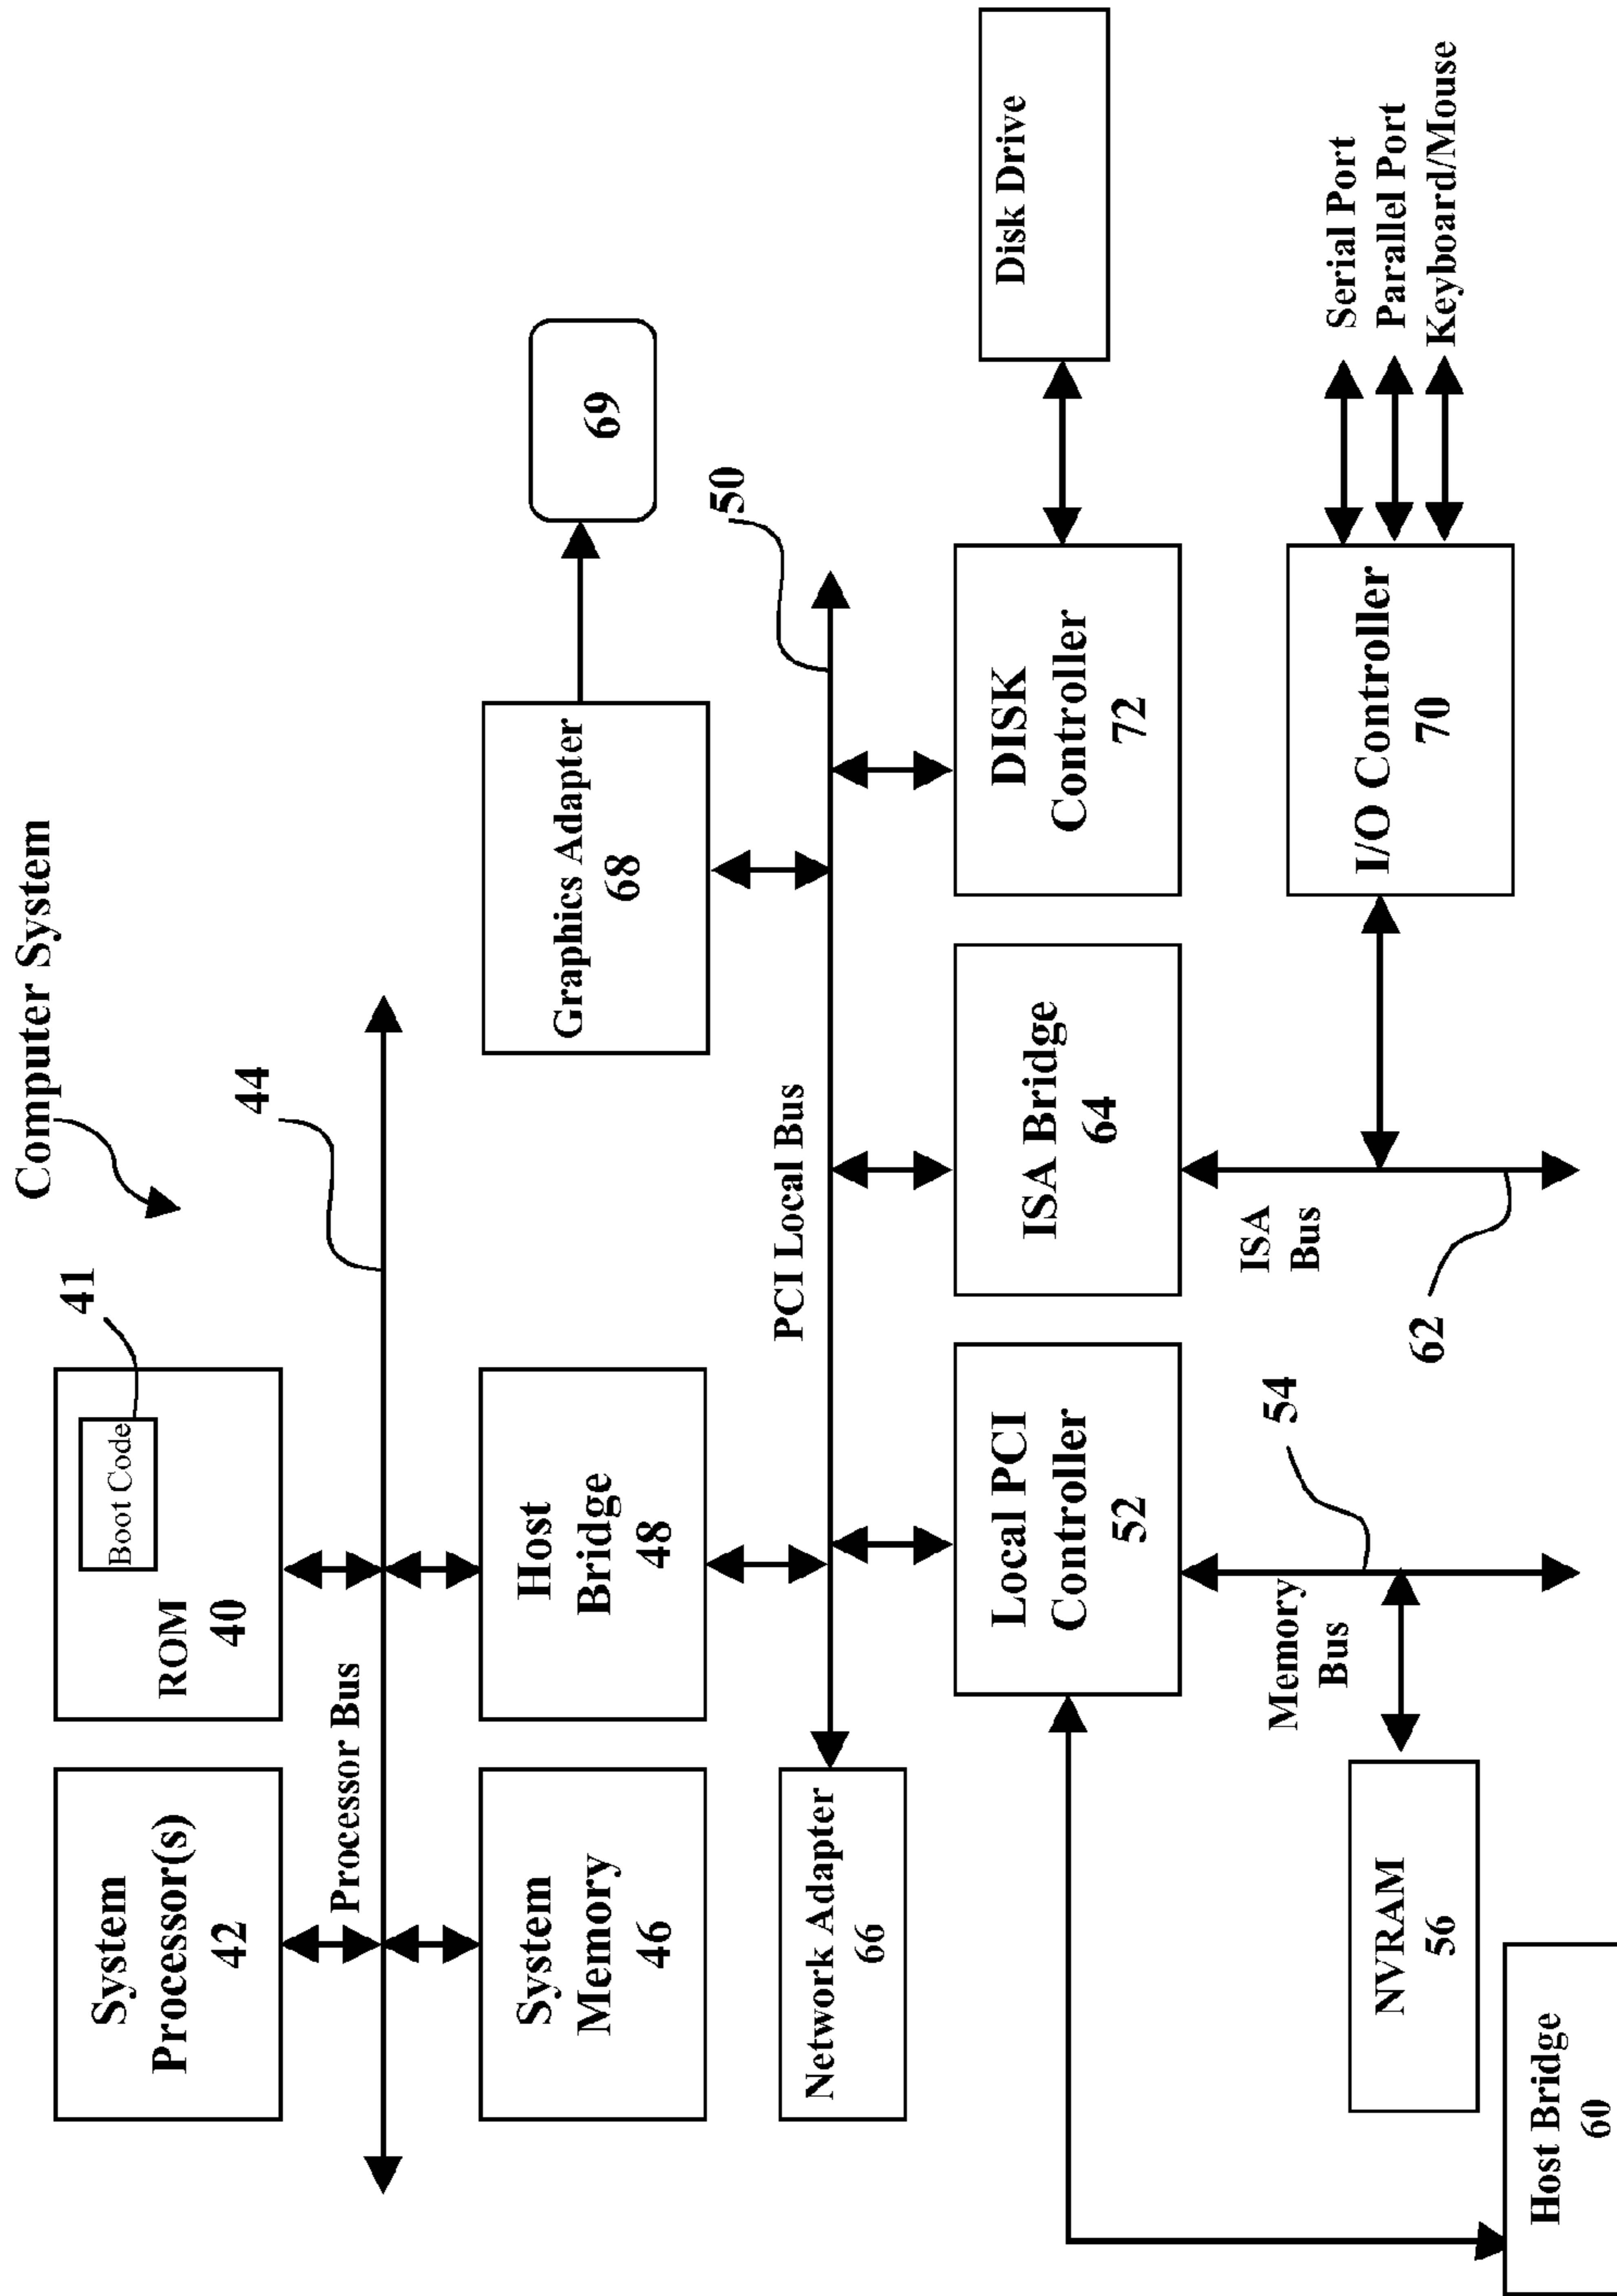 Computer System
System
Processor(s)
42
ROM
40
Boot Code
41
44
Processor Bus
System
Memory
46
Host
Bridge
48
Graphics Adapter
68
69
50
PCI Local Bus
Network Adapter
66
Local PCI
Controller
52
ISA Bridge
64
DISK
Controller
72
Disk Drive
Memory
Bus
54
ISA
Bus
62
I/O Controller
70
Serial Port
Parallel Port
Keyboard/Mouse
NVRAM
56
Host Bridge
60